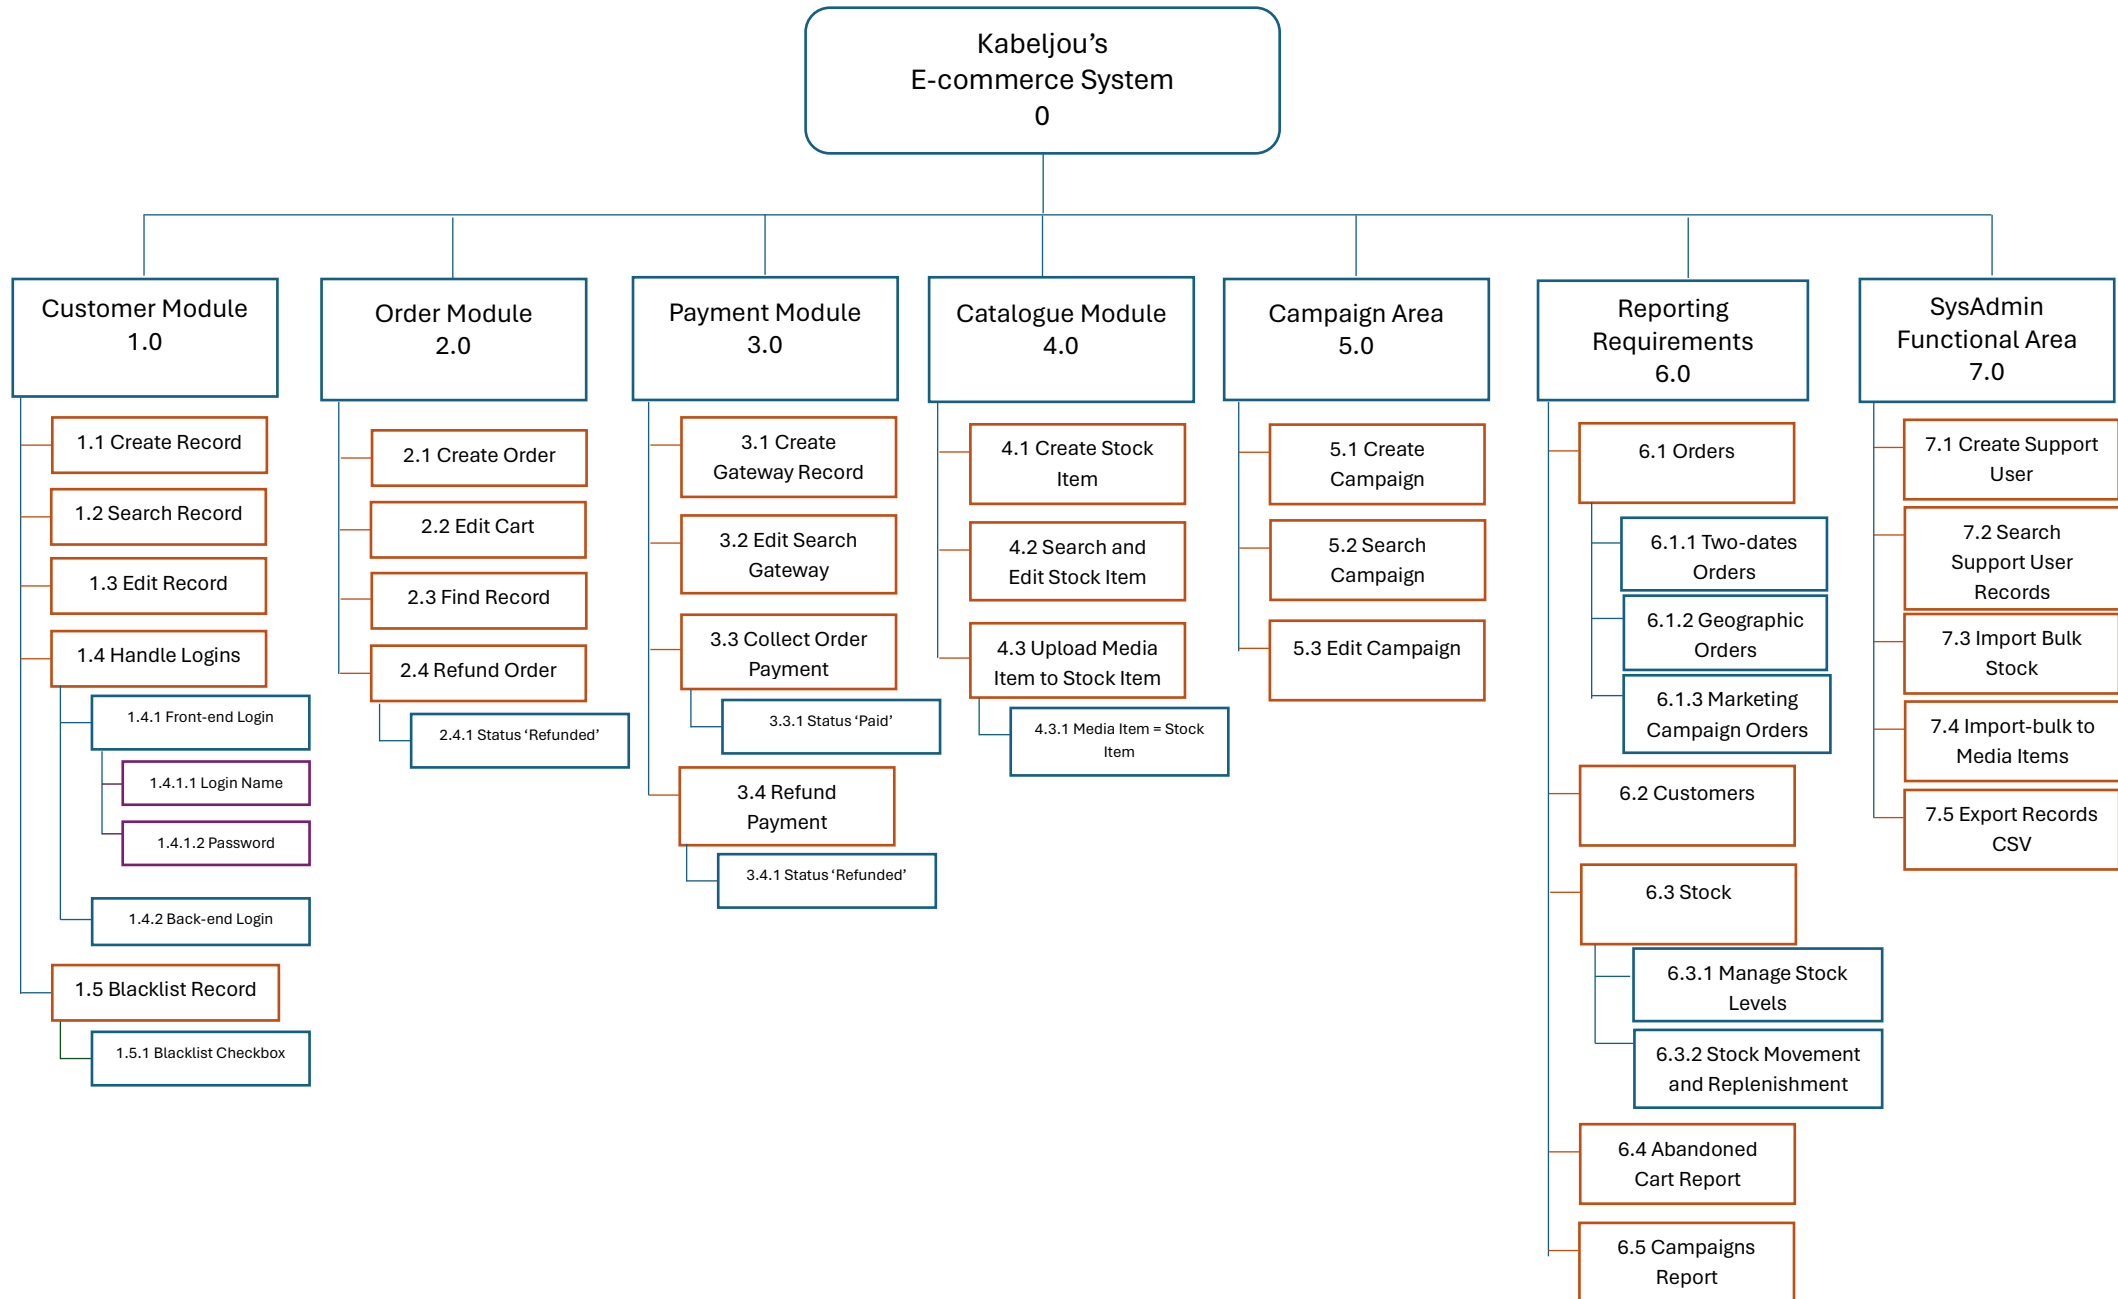 Kabeljou’s
E-commerce System
0
Customer Module
1.0
1.1 Create Record
1.2 Search Record
1.3 Edit Record
1.4 Handle Logins
1.4.1 Front-end Login
1.4.1.1 Login Name
1.4.1.2 Password
1.4.2 Back-end Login
1.5 Blacklist Record
1.5.1 Blacklist Checkbox
Order Module
2.0
2.1 Create Order
2.2 Edit Cart
2.3 Find Record
2.4 Refund Order
2.4.1 Status ‘Refunded’
Payment Module
3.0
3.1 Create
Gateway Record
3.2 Edit Search
Gateway
3.3 Collect Order
Payment
3.3.1 Status ‘Paid’
3.4 Refund
Payment
3.4.1 Status ‘Refunded’
Catalogue Module
4.0
4.1 Create Stock
Item
4.2 Search and
Edit Stock Item
4.3 Upload Media
Item to Stock Item
4.3.1 Media Item = Stock
Item
Campaign Area
5.0
5.1 Create
Campaign
5.2 Search
Campaign
5.3 Edit Campaign
Reporting
Requirements
6.0
6.1 Orders
6.1.1 Two-dates
Orders
6.1.2 Geographic
Orders
6.1.3 Marketing
Campaign Orders
6.2 Customers
6.3 Stock
6.3.1 Manage Stock
Levels
6.3.2 Stock Movement
and Replenishment
6.4 Abandoned
Cart Report
6.5 Campaigns
Report
SysAdmin
Functional Area
7.0
7.1 Create Support
User
7.2 Search
Support User
Records
7.3 Import Bulk
Stock
7.4 Import-bulk to
Media Items
7.5 Export Records
CSV